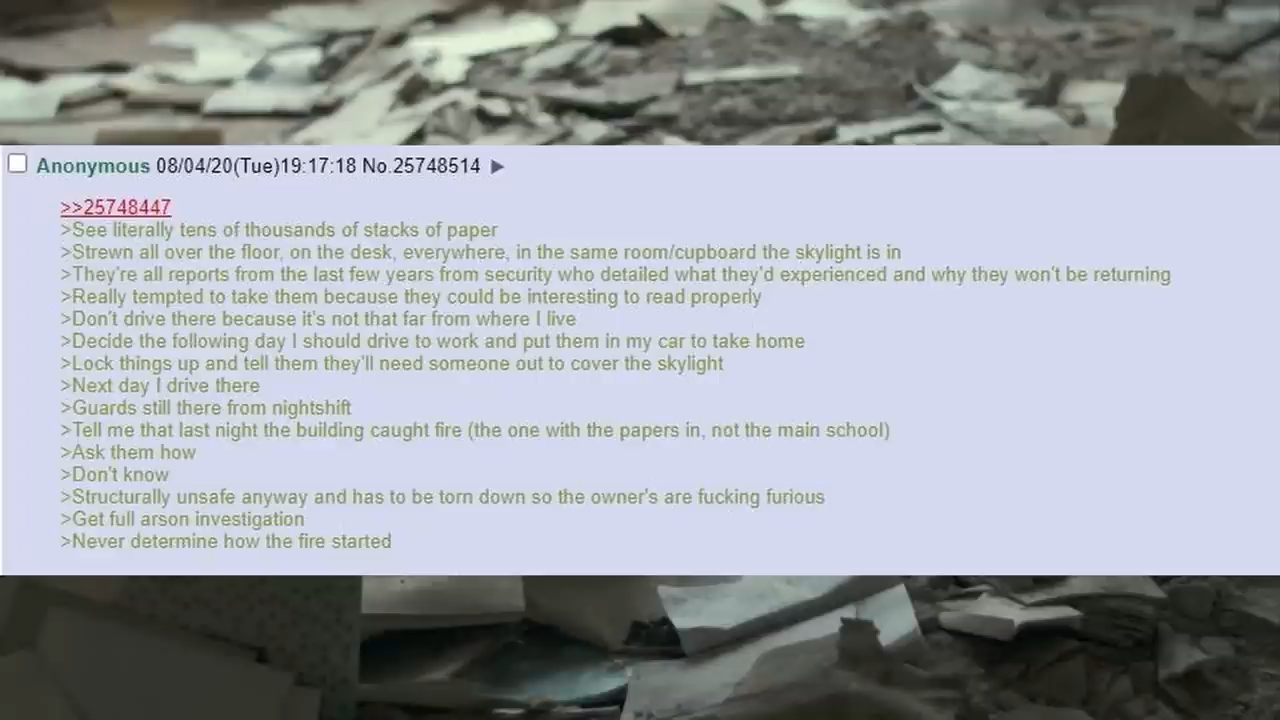 Anonymous 08/04/20(Tue)19:17:18 No.25748514 ▶
>>25748447
>See literally tens of thousands of stacks of paper
>Strewn all over the floor, on the desk, everywhere, in the same room/cupboard the skylight is in
>They're all reports from the last few years from security who detailed what they'd experienced and why they won't be returning
>Really tempted to take them because they could be interesting to read properly
>Don't drive there because it's not that far from where I live
>Decide the following day I should drive to work and put them in my car to take home
>Lock things up and tell them they'll need someone out to cover the skylight
>Next day I drive there
>Guards still there from nightshift
>Tell me that last night the building caught fire (the one with the papers in, not the main school)
>Ask them how
>Don't know
>Structurally unsafe anyway and has to be torn down so the owner's are fucking furious
>Get full arson investigation
>Never determine how the fire started